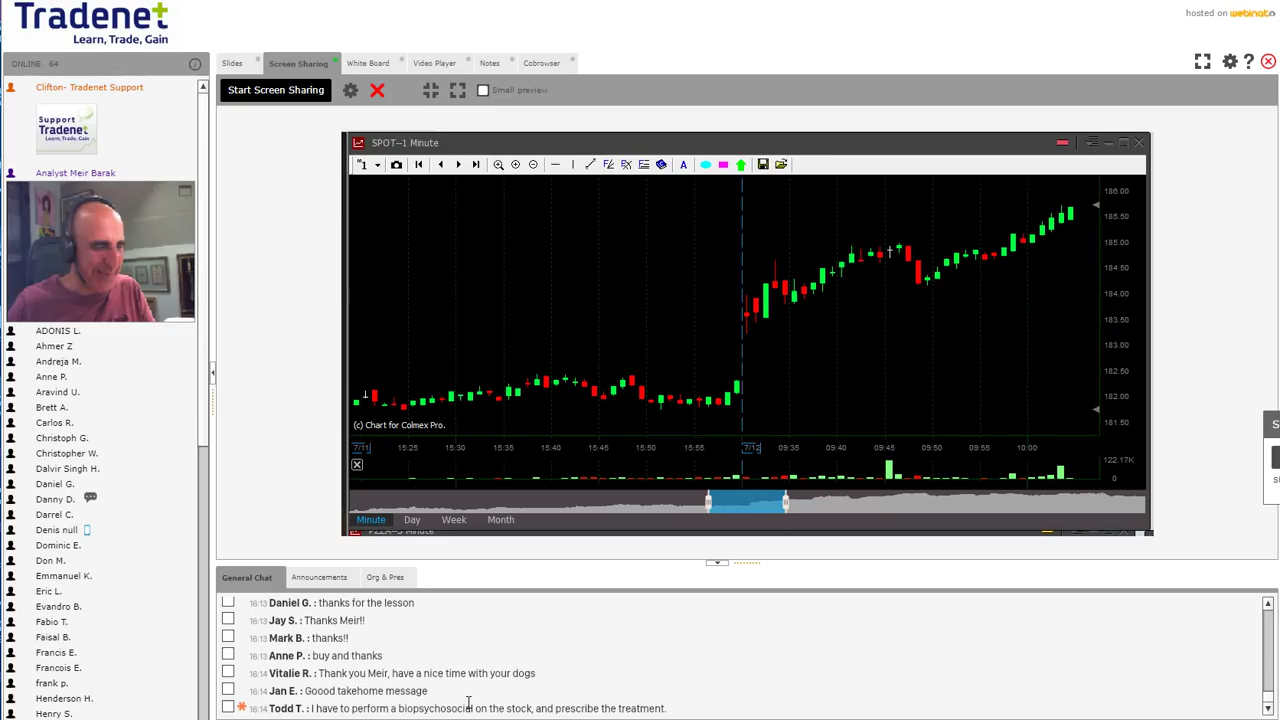 Tradenet
Learn, Trade, Gain
hosted on webinato
ONLINE 64
Slides
Screen Sharing
White Board
Video Player
Notes
Cobrowser
Clifton- Tradenet Support
Start Screen Sharing
Small preview
Support
Tradenet
Learn, Trade, Gain
SPOT--1 Minute
Analyst Meir Barak
186.00
185.50
185.00
184.50
184.00
183.50
183.00
182.50
182.00
181.50
(c) Chart for Colmex Pro.
7/11 15:25 15:30 15:35 15:40 15:45 15:50 15:55 7/12 09:35 09:40 09:45 09:50 09:55 10:00
122.17K
0
Minute Day Week Month
ADONIS L.
Ahmer Z
Andreja M.
Anne P.
Aravind U.
Brett A.
Carlos R.
Christoph G.
Christopher W.
Dalvir Singh H.
Daniel G.
Danny D.
Darrel C.
Denis null
Dominic E.
Don M.
Emmanuel K.
Eric L.
Evandro B.
Fabio T.
Faisal B.
Francis E.
Francois E.
frank p.
Henderson H.
Henry S.
General Chat
Announcements
Org & Pres
16:13 Daniel G. : thanks for the lesson
16:13 Jay S. : Thanks Meir!!
16:13 Mark B. : thanks!!
16:13 Anne P. : buy and thanks
16:14 Vitalie R. : Thank you Meir, have a nice time with your dogs
16:14 Jan E. : Goood takehome message
16:14 Todd T. : I have to perform a biopsychosocial on the stock, and prescribe the treatment.